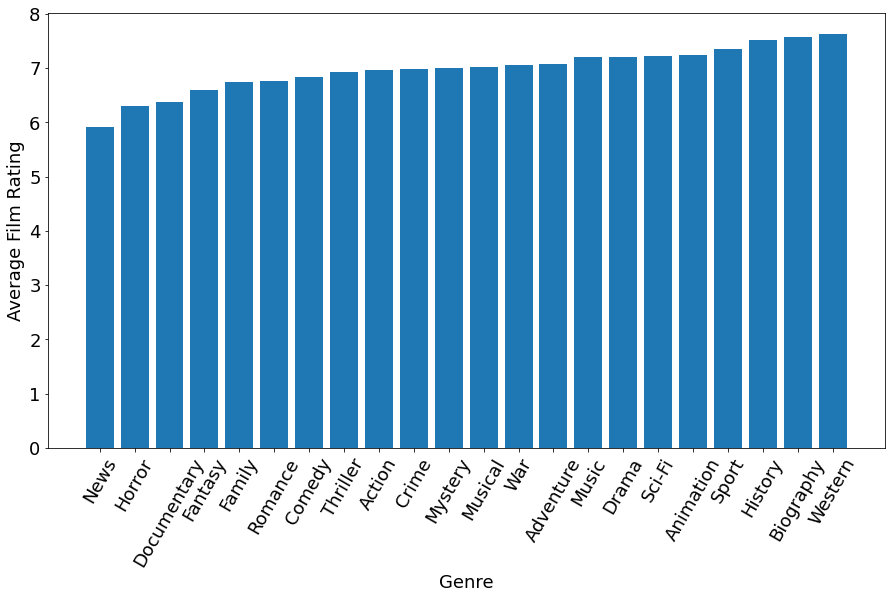 Average Film Rating
8
7
6
5
4
3
2
1
0
News
Horror
Documentary
Fantasy
Family
Romance
Comedy
Thriller
Action
Crime
Mystery
Musical
War
Adventure
Music
Drama
Sci-Fi
Animation
Sport
History
Biography
Western
Genre